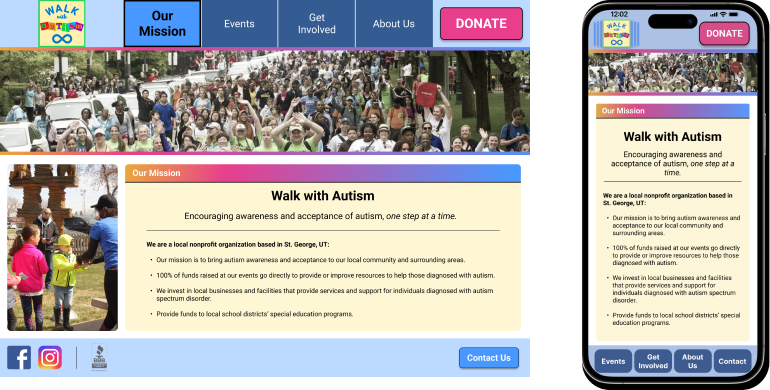 WALK
with
AUTISM
Our
Mission
Events
Get
Involved
About Us
DONATE
Our Mission
Walk with Autism
Encouraging awareness and acceptance of autism, one step at a time.
We are a local nonprofit organization based in St. George, UT:
• Our mission is to bring autism awareness and acceptance to our local community and surrounding areas.
• 100% of funds raised at our events go directly to provide or improve resources to help those diagnosed with autism.
• We invest in local businesses and facilities that provide services and support for individuals diagnosed with autism
spectrum disorder.
• Provide funds to local school districts' special education programs.
Contact Us
12:02
WALK
with
AUTISM
DONATE
Our Mission
Walk with Autism
Encouraging awareness and
acceptance of autism, one step at a
time.
We are a local nonprofit organization based in
St. George, UT:
• Our mission is to bring autism awareness and
acceptance to our local community and
surrounding areas.
• 100% of funds raised at our events go directly
to provide or improve resources to help those
diagnosed with autism.
• We invest in local businesses and facilities
that provide services and support for
individuals diagnosed with autism spectrum
disorder.
• Provide funds to local school districts' special
education programs.
Events
Get
Involved
About
Us
Contact